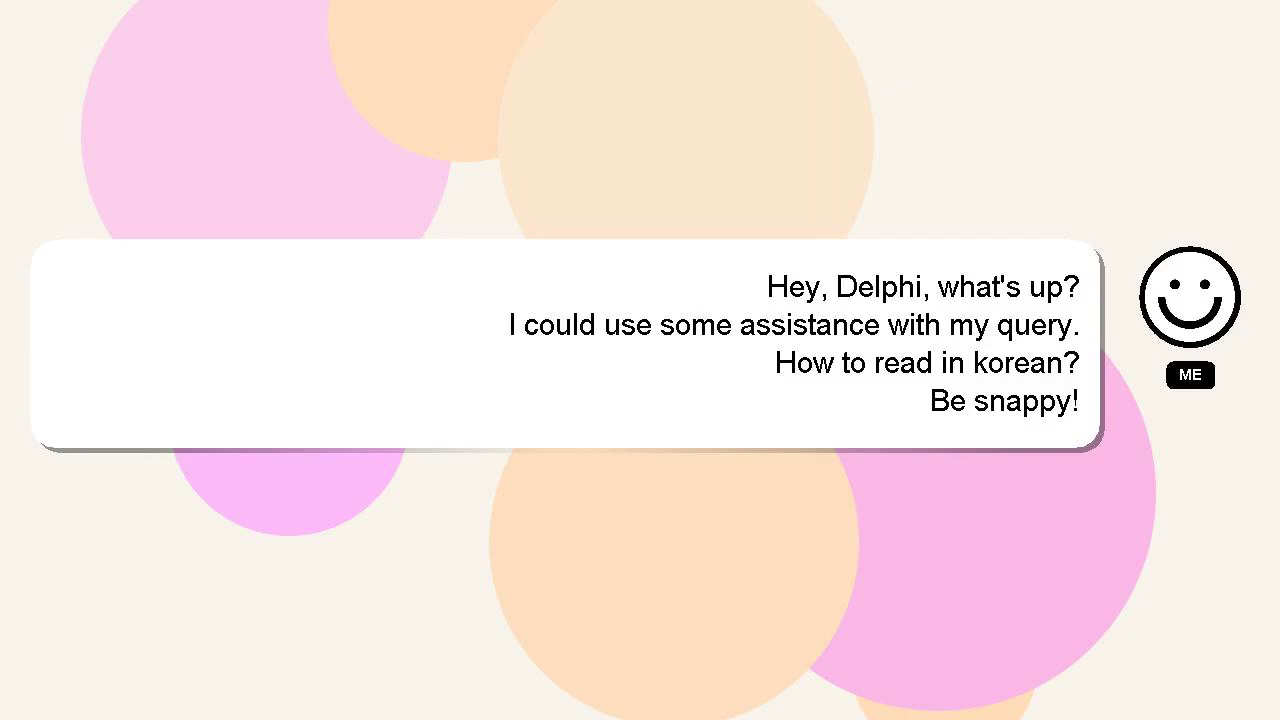 Hey, Delphi, what's up?
I could use some assistance with my query.
How to read in korean?
Be snappy!
ME